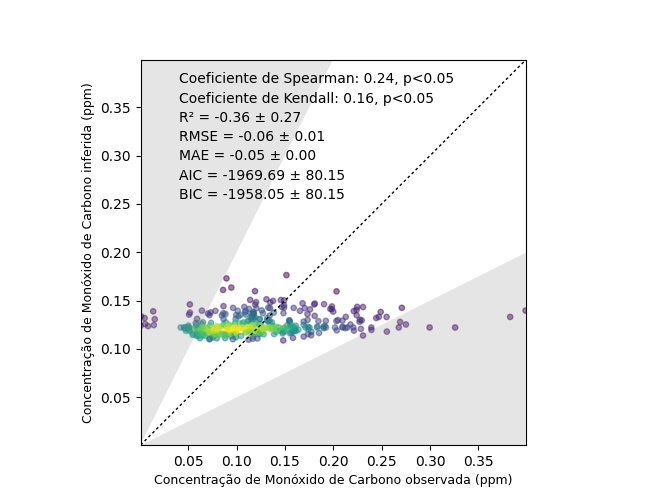 Coeficiente de Spearman: 0.24, p<0.05
Coeficiente de Kendall: 0.16, p<0.05
R² = -0.36 ± 0.27
RMSE = -0.06 ± 0.01
MAE = -0.05 ± 0.00
AIC = -1969.69 ± 80.15
BIC = -1958.05 ± 80.15
Concentração de Monóxido de Carbono inferida (ppm)
0.35
0.30
0.25
0.20
0.15
0.10
0.05
0.05 0.10 0.15 0.20 0.25 0.30 0.35
Concentração de Monóxido de Carbono observada (ppm)